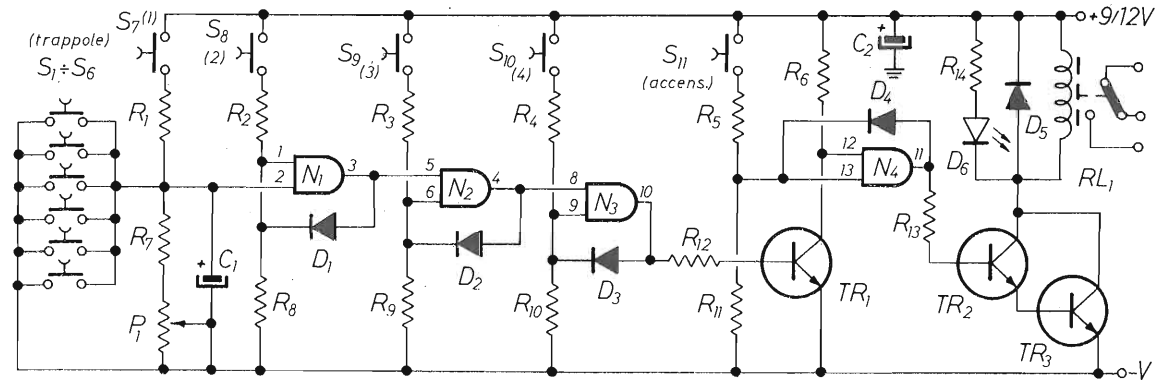 S7(1)
(trappole)
S1÷S6
S8
(2)
S9(3)
S10(4)
S11
(accens.)
+9/12V
C2
R1
R2
R3
R4
R5
R6
R14
D4
D5
D6
RL1
1
2
N1
3
5
6
N2
4
8
9
N3
10
12
13
N4
11
R7
C1
+
D1
D2
D3
R12
R13
R8
R9
R10
R11
P1
TR1
TR2
TR3
+
-V